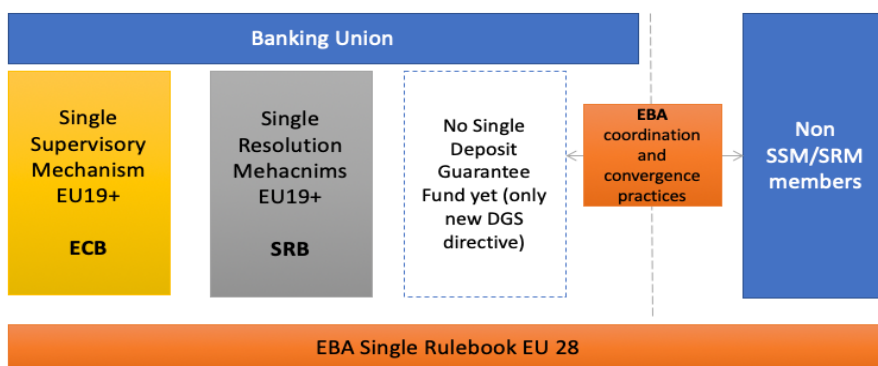 Banking Union
Single
Supervisory
Mechanism
EU19+
ECB
Single
Resolution
Mehacnims
EU19+
SRB
No Single
Deposit
Guarantee
Fund yet (only
new DGS
directive)
EBA
coordination
and
convergence
practices
Non
SSM/SRM
members
EBA Single Rulebook EU 28